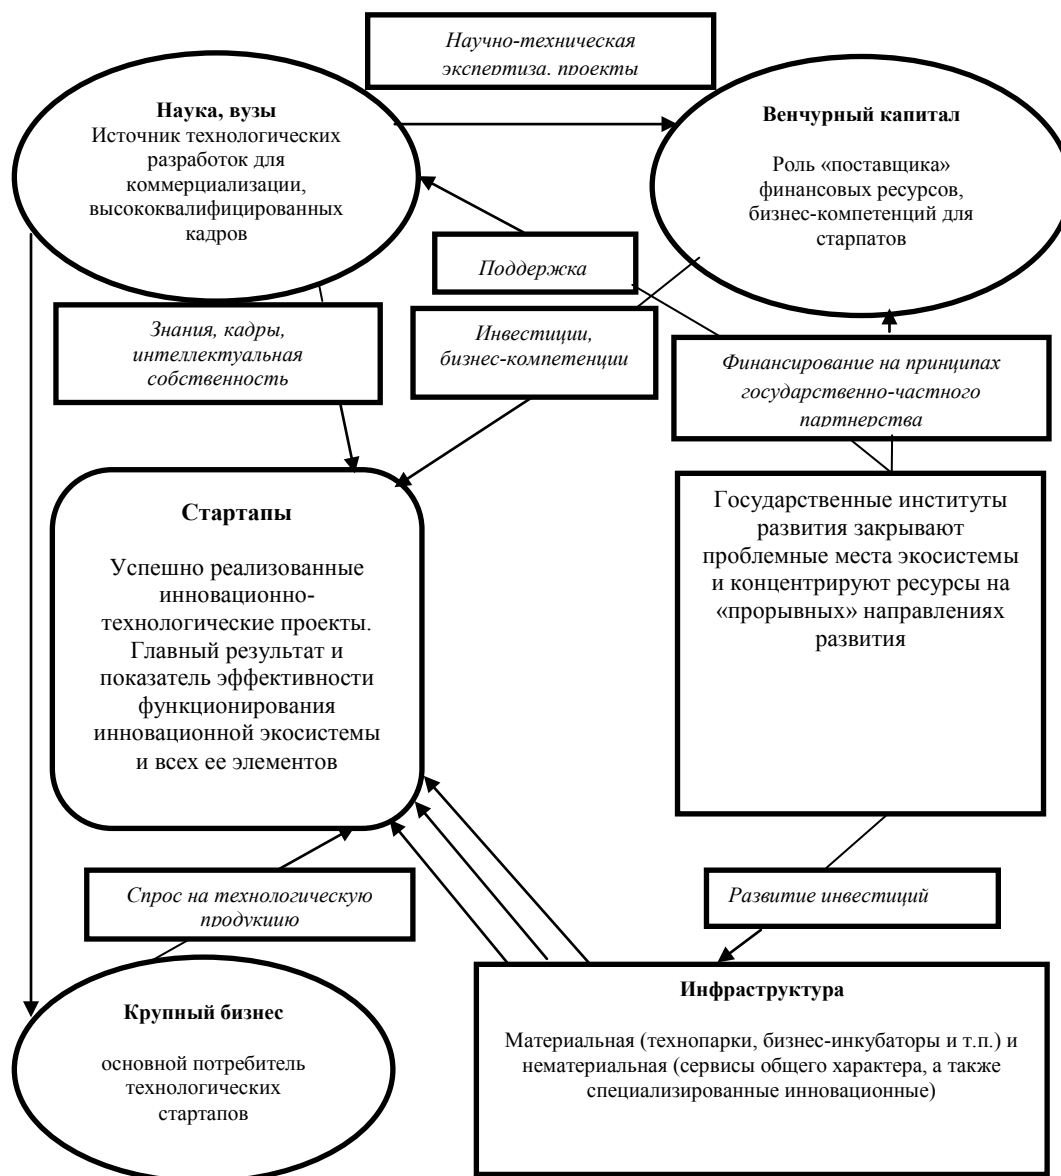 Научно-техническая
экспертиза, проекты
Наука, вузы
Источник технологических
разработок для
коммерциализации,
высококвалифицированных
кадров
Венчурный капитал
Роль «поставщика»
финансовых ресурсов,
бизнес-компетенций для
старпатов
Поддержка
Знания, кадры,
интеллектуальная
собственность
Инвестиции,
бизнес-компетенции
Финансирование на принципах
государственно-частного
партнерства
Стартапы
Успешно реализованные
инновационно-
технологические проекты.
Главный результат и
показатель эффективности
функционирования
инновационной экосистемы
и всех ее элементов
Государственные институты
развития закрывают
проблемные места экосистемы
и концентрируют ресурсы на
«прорывных» направлениях
развития
Спрос на технологическую
продукцию
Развитие инвестиций
Крупный бизнес
основной потребитель
технологических
стартапов
Инфраструктура
Материальная (технопарки, бизнес-инкубаторы и т.п.) и
нематериальная (сервисы общего характера, а также
специализированные инновационные)